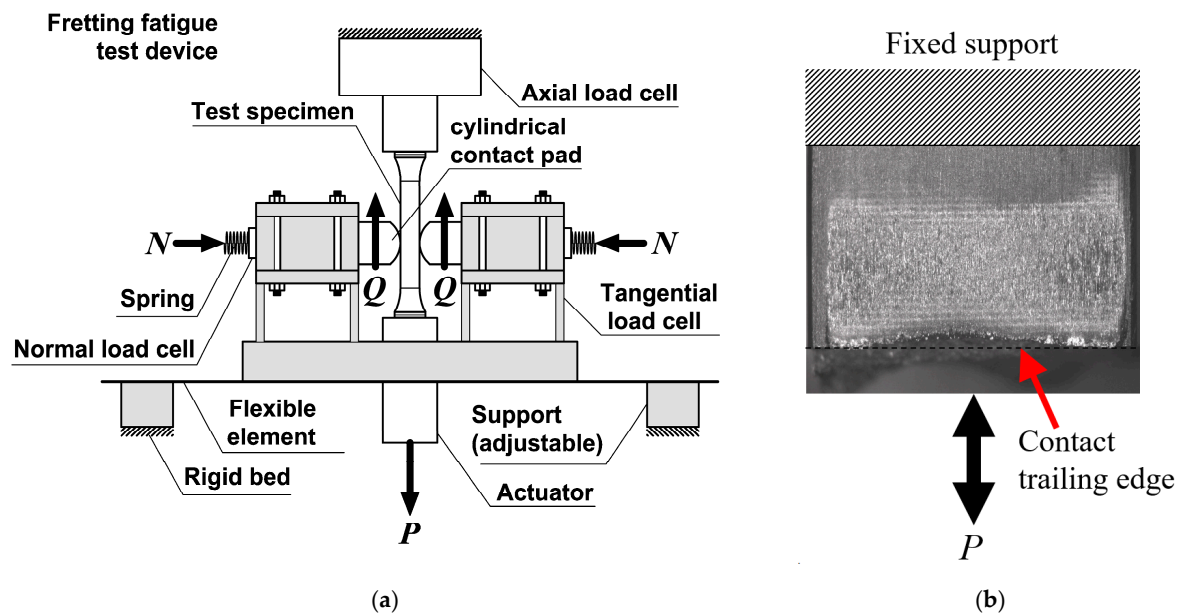 Fretting fatigue
test device
Axial load cell
Test specimen
cylindrical
contact pad
N
N
Q
Q
Spring
Tangential
load cell
Normal load cell
Flexible
element
Support
(adjustable)
Rigid bed
Actuator
P
(a)
Fixed support
Contact
trailing edge
P
(b)